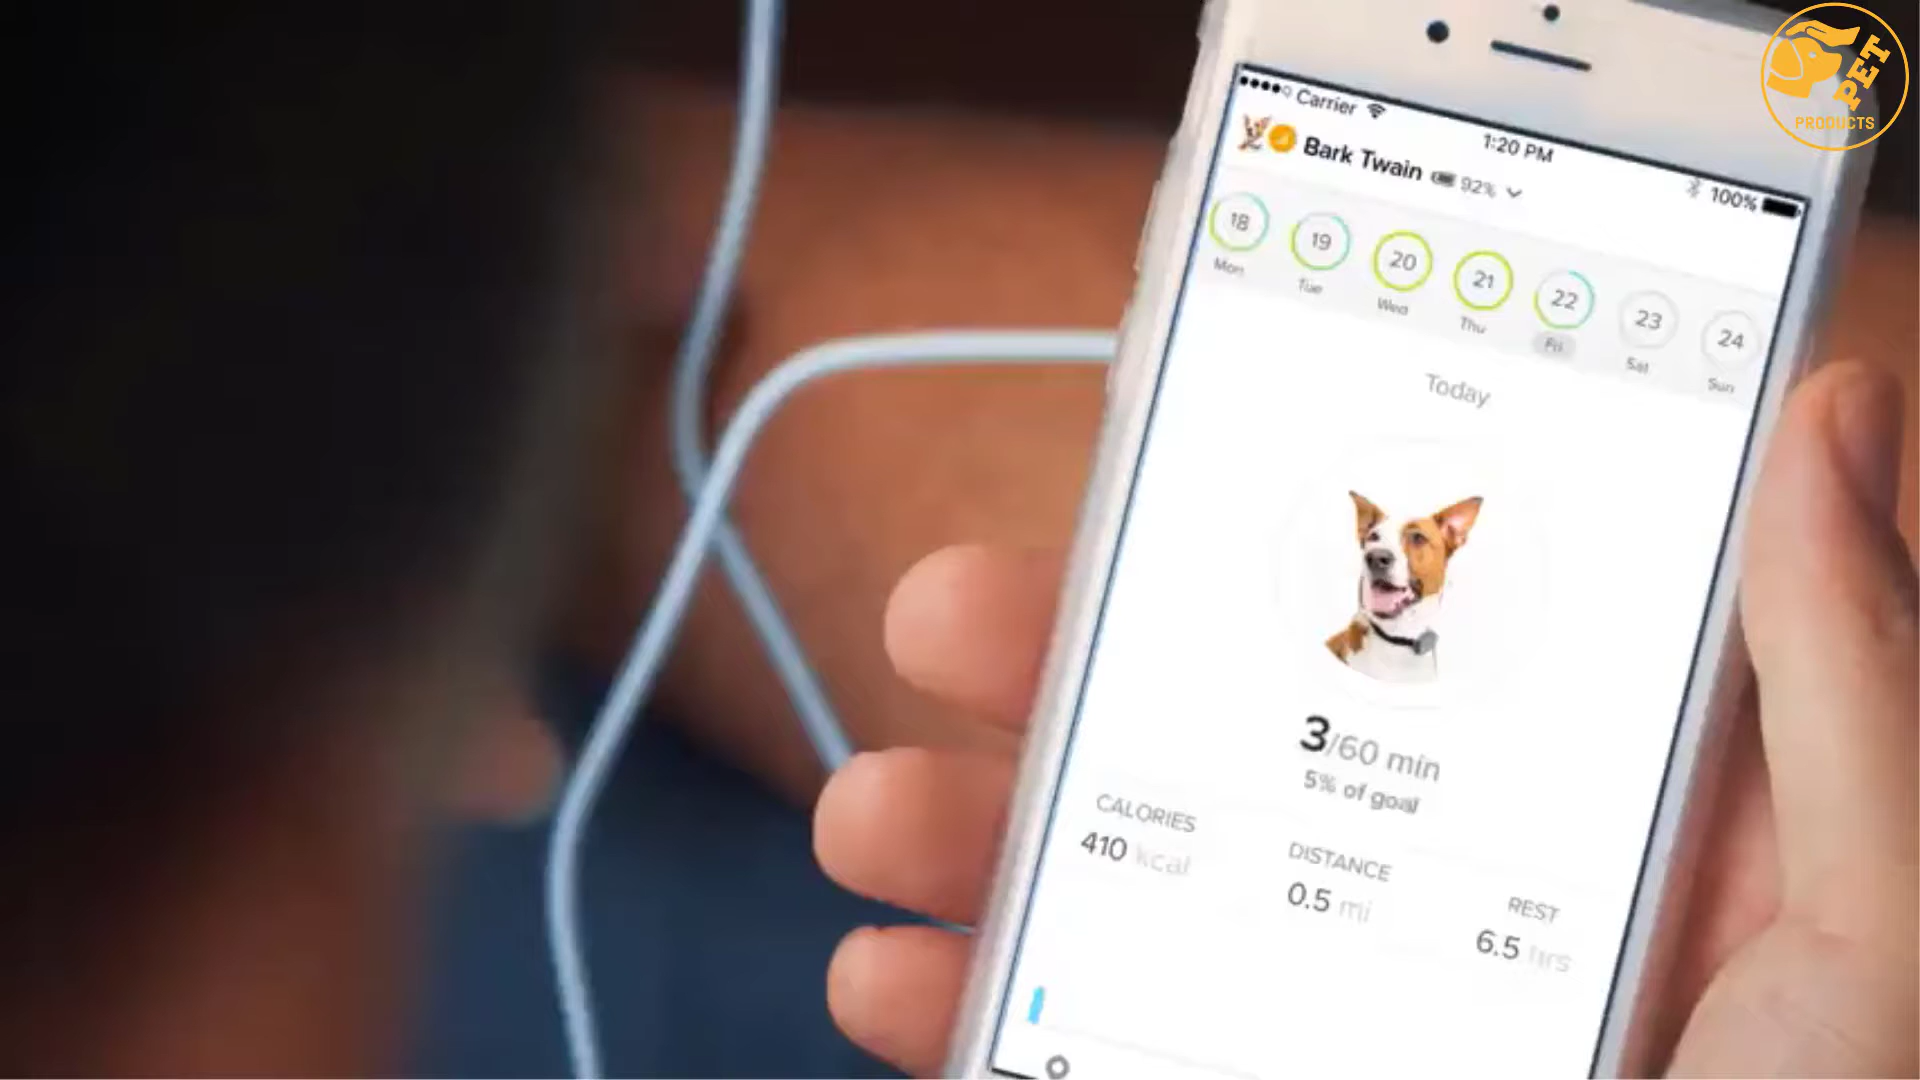 Carrier
1:20 PM
100%
Bark Twain 92%
18 19 20 21 22 23 24
Mon Tue Wed Thu Fri Sat Sun
Today
3/60 min
5% of goal
CALORIES
410 kcal
DISTANCE
0.5 mi
REST
6.5 hrs
PET
PRODUCTS